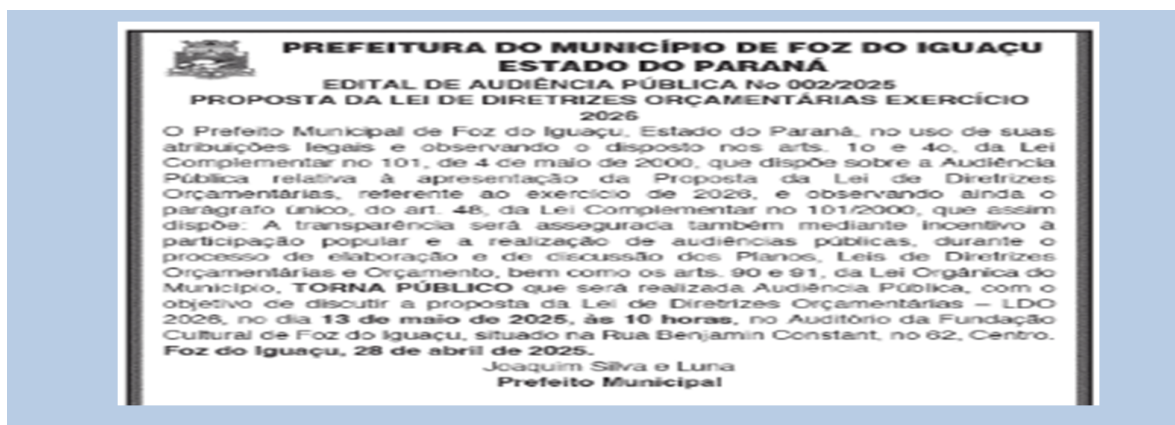 PREFEITURA DO MUNICÍPIO DE FOZ DO IGUAÇU
ESTADO DO PARANÁ
EDITAL DE AUDIÊNCIA PÚBLICA No 002/2025
PROPOSTA DA LEI DE DIRETRIZES ORÇAMENTÁRIAS EXERCÍCIO
2026
O Prefeito Municipal de Foz do Iguaçu, Estado do Paraná, no uso de suas
atribuições legais e observando o disposto nos arts. 1o e 4o, da Lei
Complementar no 101, de 4 de maio de 2000, que dispõe sobre a Audiência
Pública relativa à apresentação da Proposta da Lei de Diretrizes
Orçamentárias, referente ao exercício de 2026, e observando ainda o
parágrafo único, do art. 48, da Lei Complementar no 101/2000, que assim
dispõe: A transparência será assegurada também mediante incentivo à
participação popular e a realização de audiências públicas, durante o
processo de elaboração e de discussão dos Planos, Leis de Diretrizes
Orçamentárias e Orçamento, bem como os arts. 90 e 91, da Lei Orgânica do
Município, TORNA PÚBLICO que será realizada Audiência Pública, com o
objetivo de discutir a proposta da Lei de Diretrizes Orçamentárias – LDO
2026, no dia 13 de maio de 2025, às 10 horas, no Auditório da Fundação
Cultural de Foz do Iguaçu, situado na Rua Benjamin Constant, no 62, Centro.
Foz do Iguaçu, 28 de abril de 2025.
Joaquim Silva e Luna
Prefeito Municipal